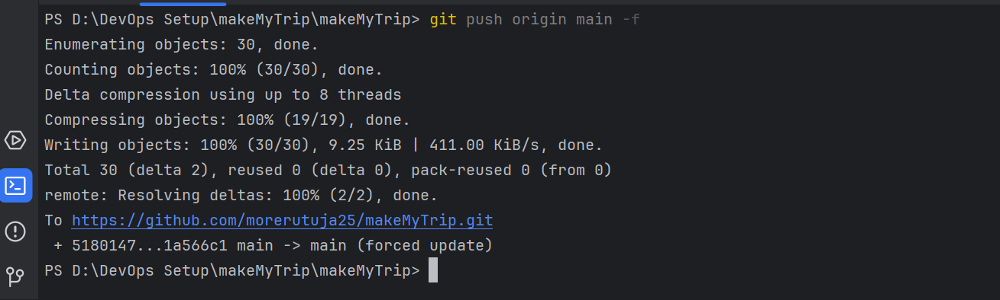 PS D:\DevOps Setup\makeMyTrip\makeMyTrip> git push origin main -f
Enumerating objects: 30, done.
Counting objects: 100% (30/30), done.
Delta compression using up to 8 threads
Compressing objects: 100% (19/19), done.
Writing objects: 100% (30/30), 9.25 KiB | 411.00 KiB/s, done.
Total 30 (delta 2), reused 0 (delta 0), pack-reused 0 (from 0)
remote: Resolving deltas: 100% (2/2), done.
To https://github.com/morerutuja25/makeMyTrip.git
 + 5180147...1a566c1 main -> main (forced update)
PS D:\DevOps Setup\makeMyTrip\makeMyTrip>